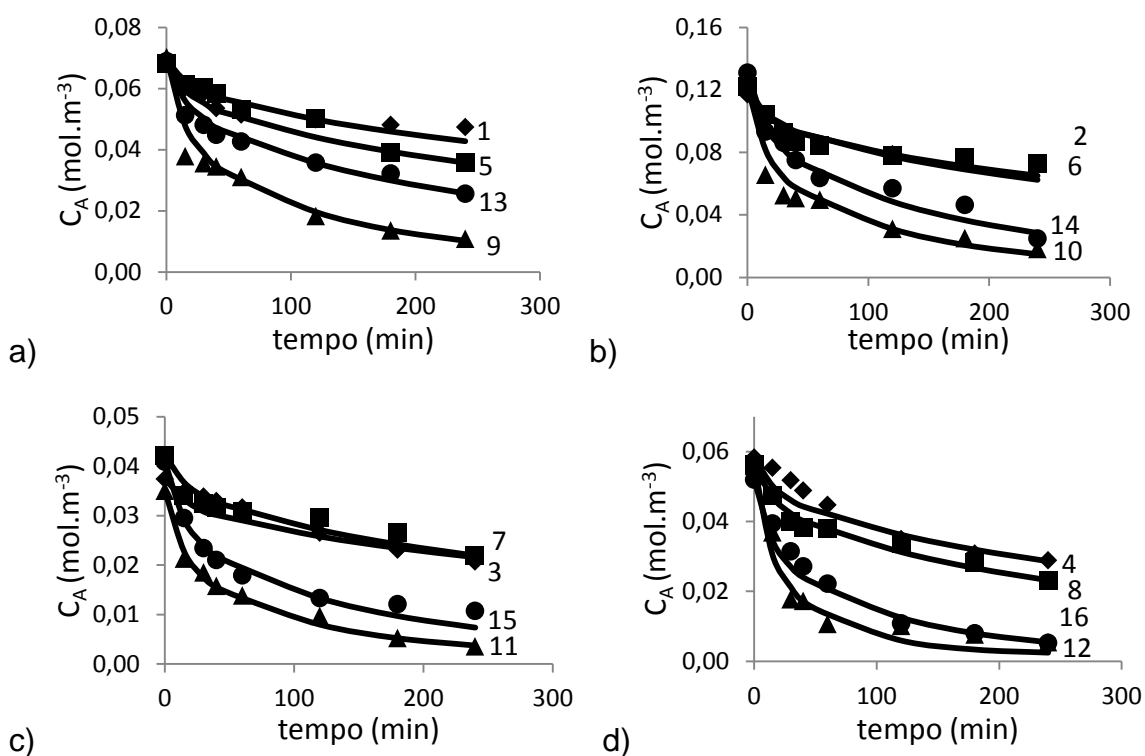 0,08
0,06
0,04
0,02
0,00
C_A (mol.m⁻³)
1
5
13
9
0 100 200 300
tempo (min)
a)
0,16
0,12
0,08
0,04
0,00
C_A (mol.m⁻³)
2
6
14
10
0 100 200 300
tempo (min)
b)
0,05
0,04
0,03
0,02
0,01
0,00
C_A (mol.m⁻³)
7
3
15
11
0 100 200 300
tempo (min)
c)
0,06
0,04
0,02
0,00
C_A (mol.m⁻³)
4
8
16
12
0 100 200 300
tempo (min)
d)